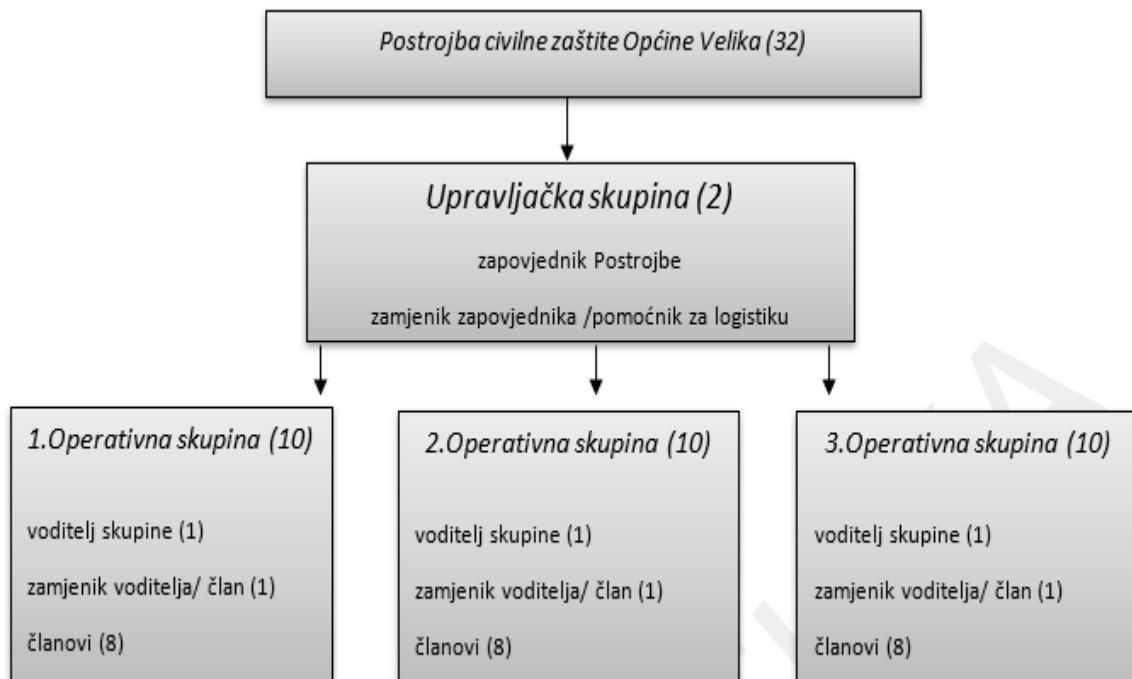 Postrojba civilne zaštite Općine Velika (32)
Upravljačka skupina (2)
zapovjednik Postrojbe
zamjenik zapovjednika /pomoćnik za logistiku
1.Operativna skupina (10)
voditelj skupine (1)
zamjenik voditelja/ član (1)
članovi (8)
2.Operativna skupina (10)
voditelj skupine (1)
zamjenik voditelja/ član (1)
članovi (8)
3.Operativna skupina (10)
voditelj skupine (1)
zamjenik voditelja/ član (1)
članovi (8)